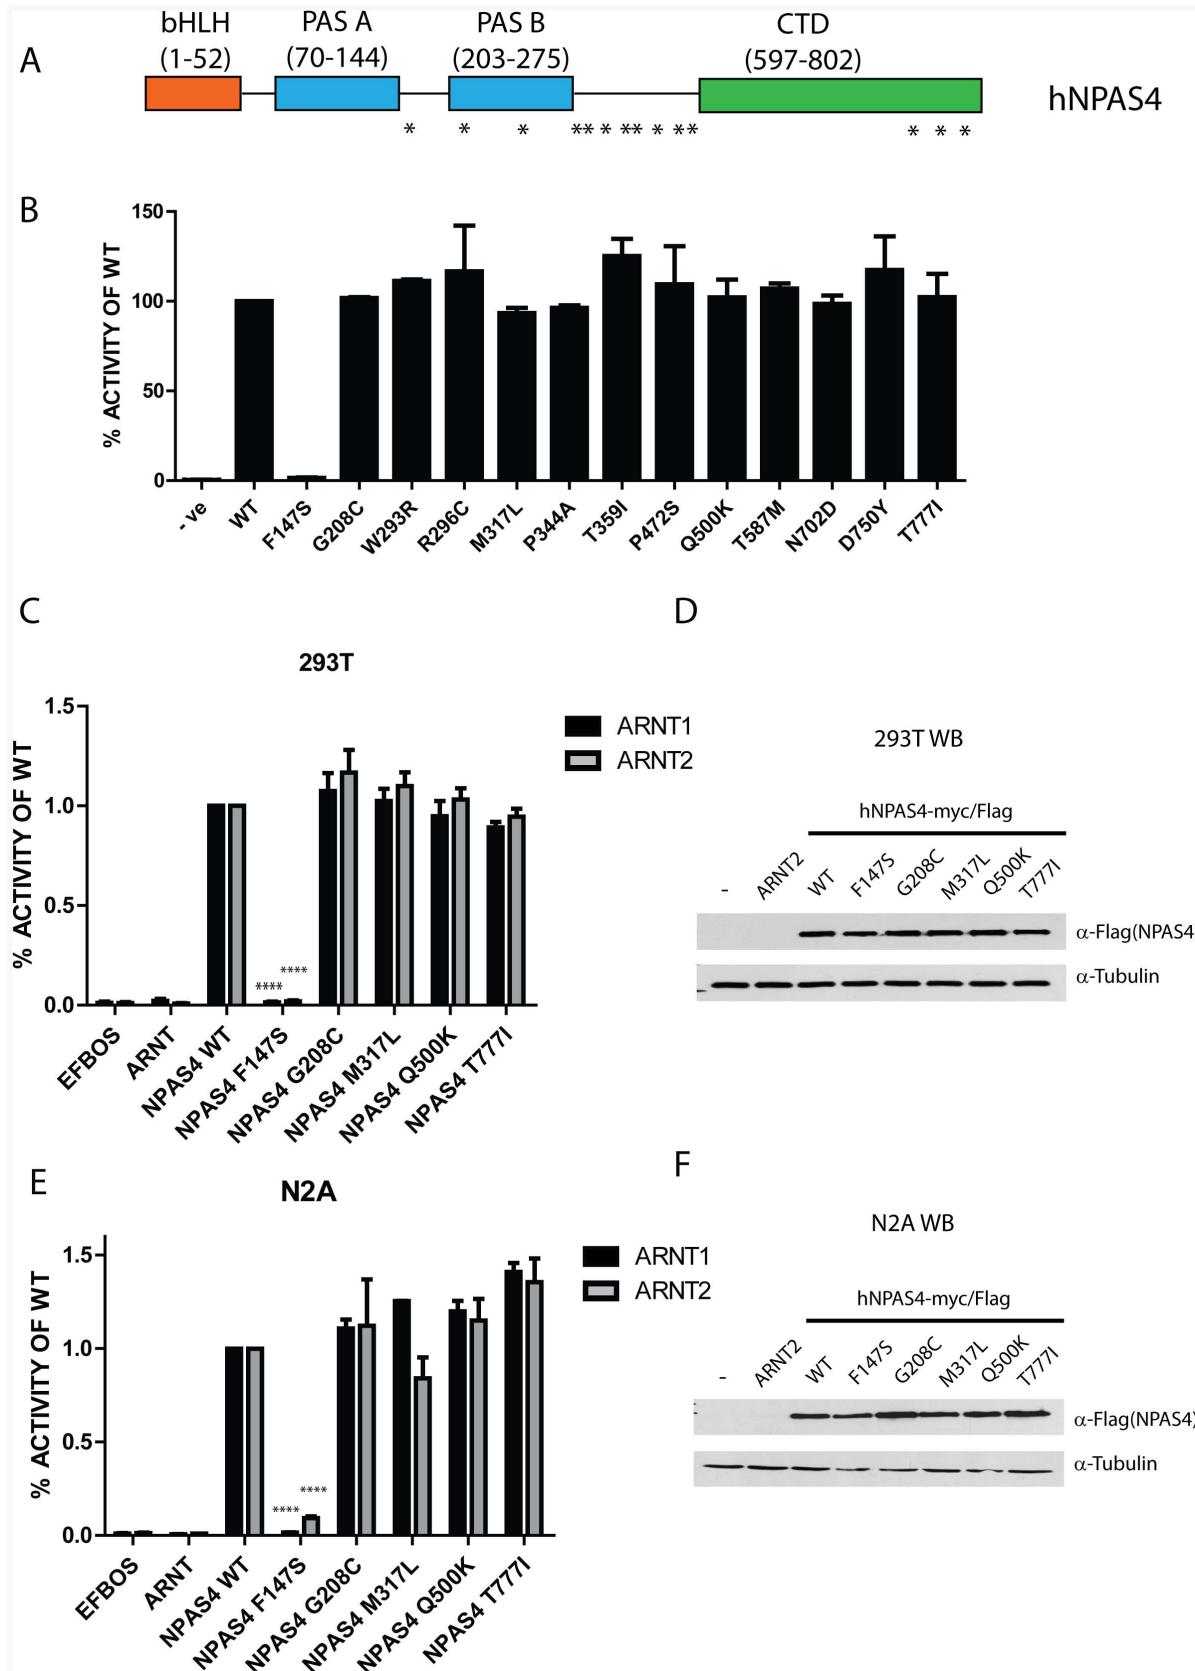 A
bHLH
(1-52)
PAS A
(70-144)
PAS B
(203-275)
CTD
(597-802)
hNPAS4
* * * ** * ** * ** * * *
B
% ACTIVITY OF WT
150
100
50
0
- ve
WT
F147S
G208C
W293R
R296C
M317L
P344A
T359I
P472S
Q500K
T587M
N702D
D750Y
T777I
C
293T
% ACTIVITY OF WT
1.5
1.0
0.5
0.0
**** ****
ARNT1
ARNT2
EFBOS
ARNT
NPAS4 WT
NPAS4 F147S
NPAS4 G208C
NPAS4 M317L
NPAS4 Q500K
NPAS4 T777I
D
293T WB
hNPAS4-myc/Flag
- ARNT2 WT F147S G208C M317L Q500K T777I
α-Flag(NPAS4
α-Tubulin
E
N2A
% ACTIVITY OF WT
1.5
1.0
0.5
0.0
**** ****
ARNT1
ARNT2
EFBOS
ARNT
NPAS4 WT
NPAS4 F147S
NPAS4 G208C
NPAS4 M317L
NPAS4 Q500K
NPAS4 T777I
F
N2A WB
hNPAS4-myc/Flag
- ARNT2 WT F147S G208C M317L Q500K T777I
α-Flag(NPAS4)
α-Tubulin